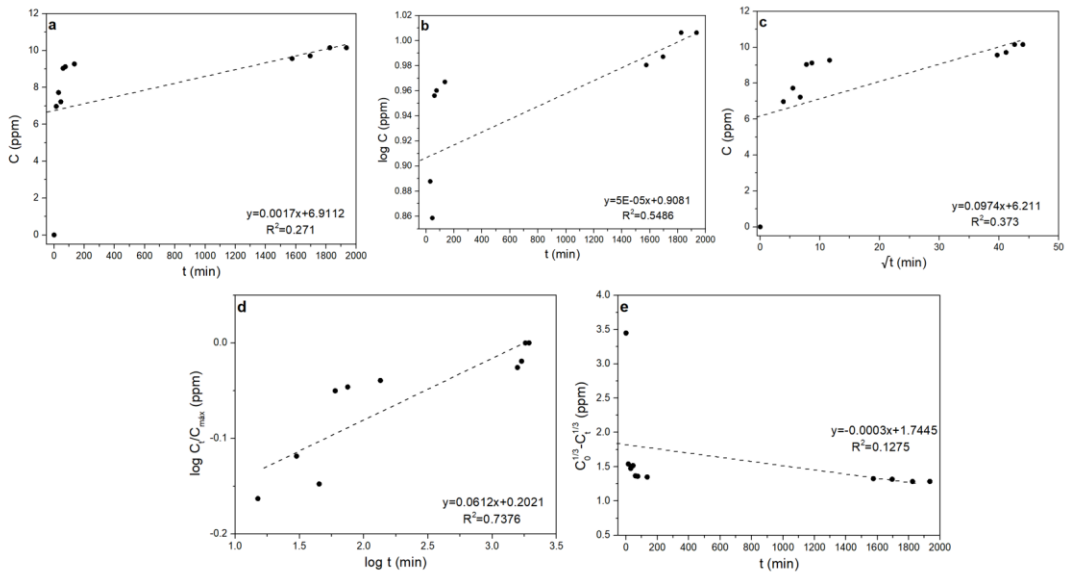 a
14
12
10
8
6
4
2
0
C (ppm)
y=0.0017x+6.9112
R²=0.271
0 200 400 600 800 1000 1200 1400 1600 1800 2000
t (min)
b
1.02
1.00
0.98
0.96
0.94
0.92
0.90
0.88
0.86
log C (ppm)
y=5E-05x+0.9081
R²=0.5486
0 200 400 600 800 1000 1200 1400 1600 1800 2000
t (min)
c
12
10
8
6
4
2
0
C (ppm)
y=0.0974x+6.211
R²=0.373
0 10 20 30 40 50
√t (min)
d
0.0
-0.1
-0.2
log Ct/Cmáx (ppm)
y=0.0612x+0.2021
R²=0.7376
1.0 1.5 2.0 2.5 3.0 3.5
log t (min)
e
4.0
3.5
3.0
2.5
2.0
1.5
1.0
0.5
C0^1/3-Ct^1/3 (ppm)
y=-0.0003x+1.7445
R²=0.1275
0 200 400 600 800 1000 1200 1400 1600 1800 2000
t (min)